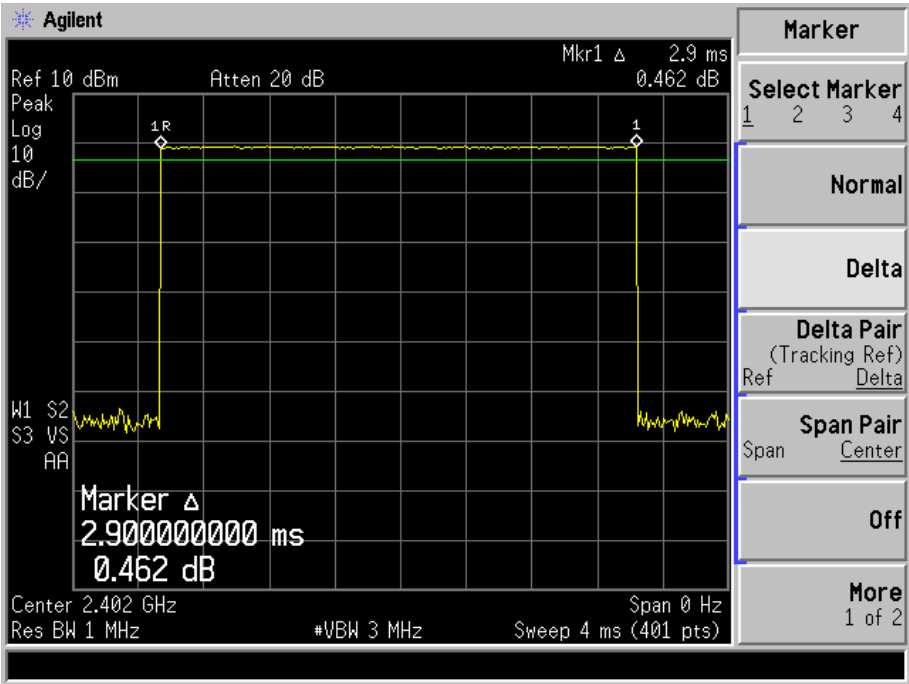 Agilent
Marker
Mkr1 Δ 2.9 ms
Ref 10 dBm Atten 20 dB 0.462 dB
Peak
Log
10
dB/
1R
1
W1 S2
S3 VS
AA
Marker Δ
2.900000000 ms
0.462 dB
Center 2.402 GHz Span 0 Hz
Res BW 1 MHz #VBW 3 MHz Sweep 4 ms (401 pts)
Select Marker
1 2 3 4
Normal
Delta
Delta Pair
(Tracking Ref)
Ref Delta
Span Pair
Span Center
Off
More
1 of 2